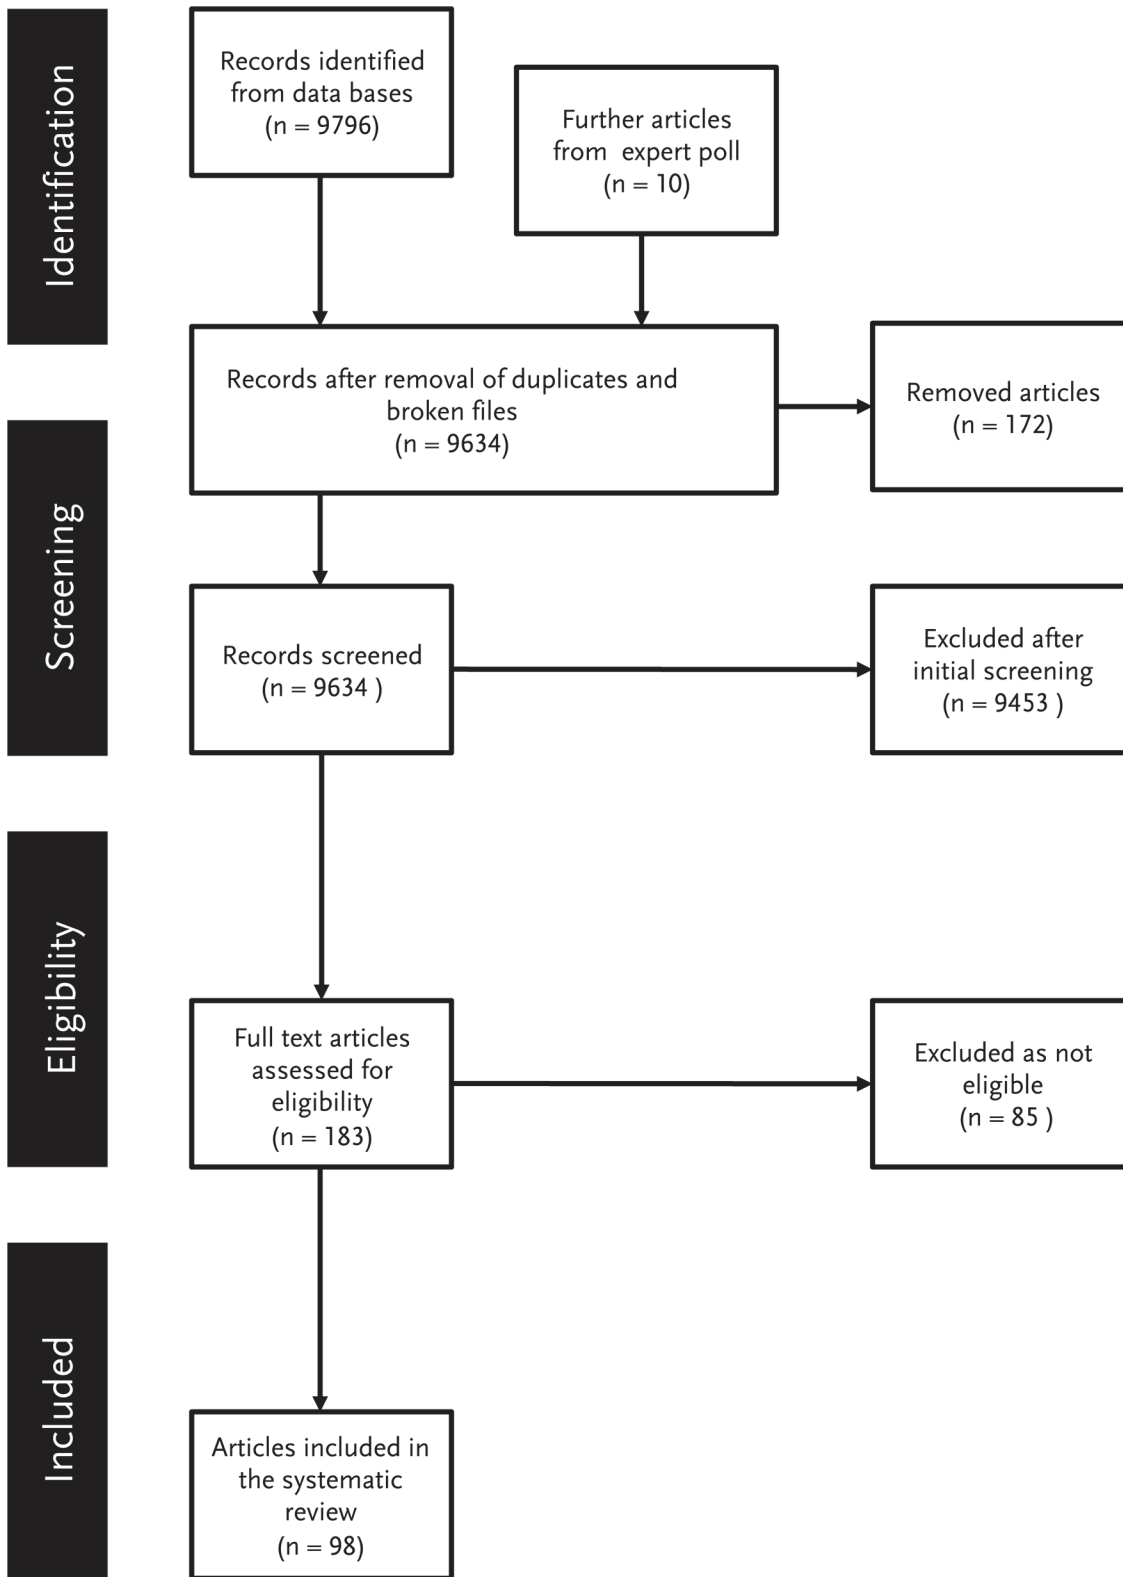 Identification
Records identified
from data bases
(n = 9796)
Further articles
from expert poll
(n = 10)
Records after removal of duplicates and
broken files
(n = 9634)
Removed articles
(n = 172)
Screening
Records screened
(n = 9634 )
Excluded after
initial screening
(n = 9453 )
Eligibility
Full text articles
assessed for
eligibility
(n = 183)
Excluded as not
eligible
(n = 85 )
Included
Articles included in
the systematic
review
(n = 98)